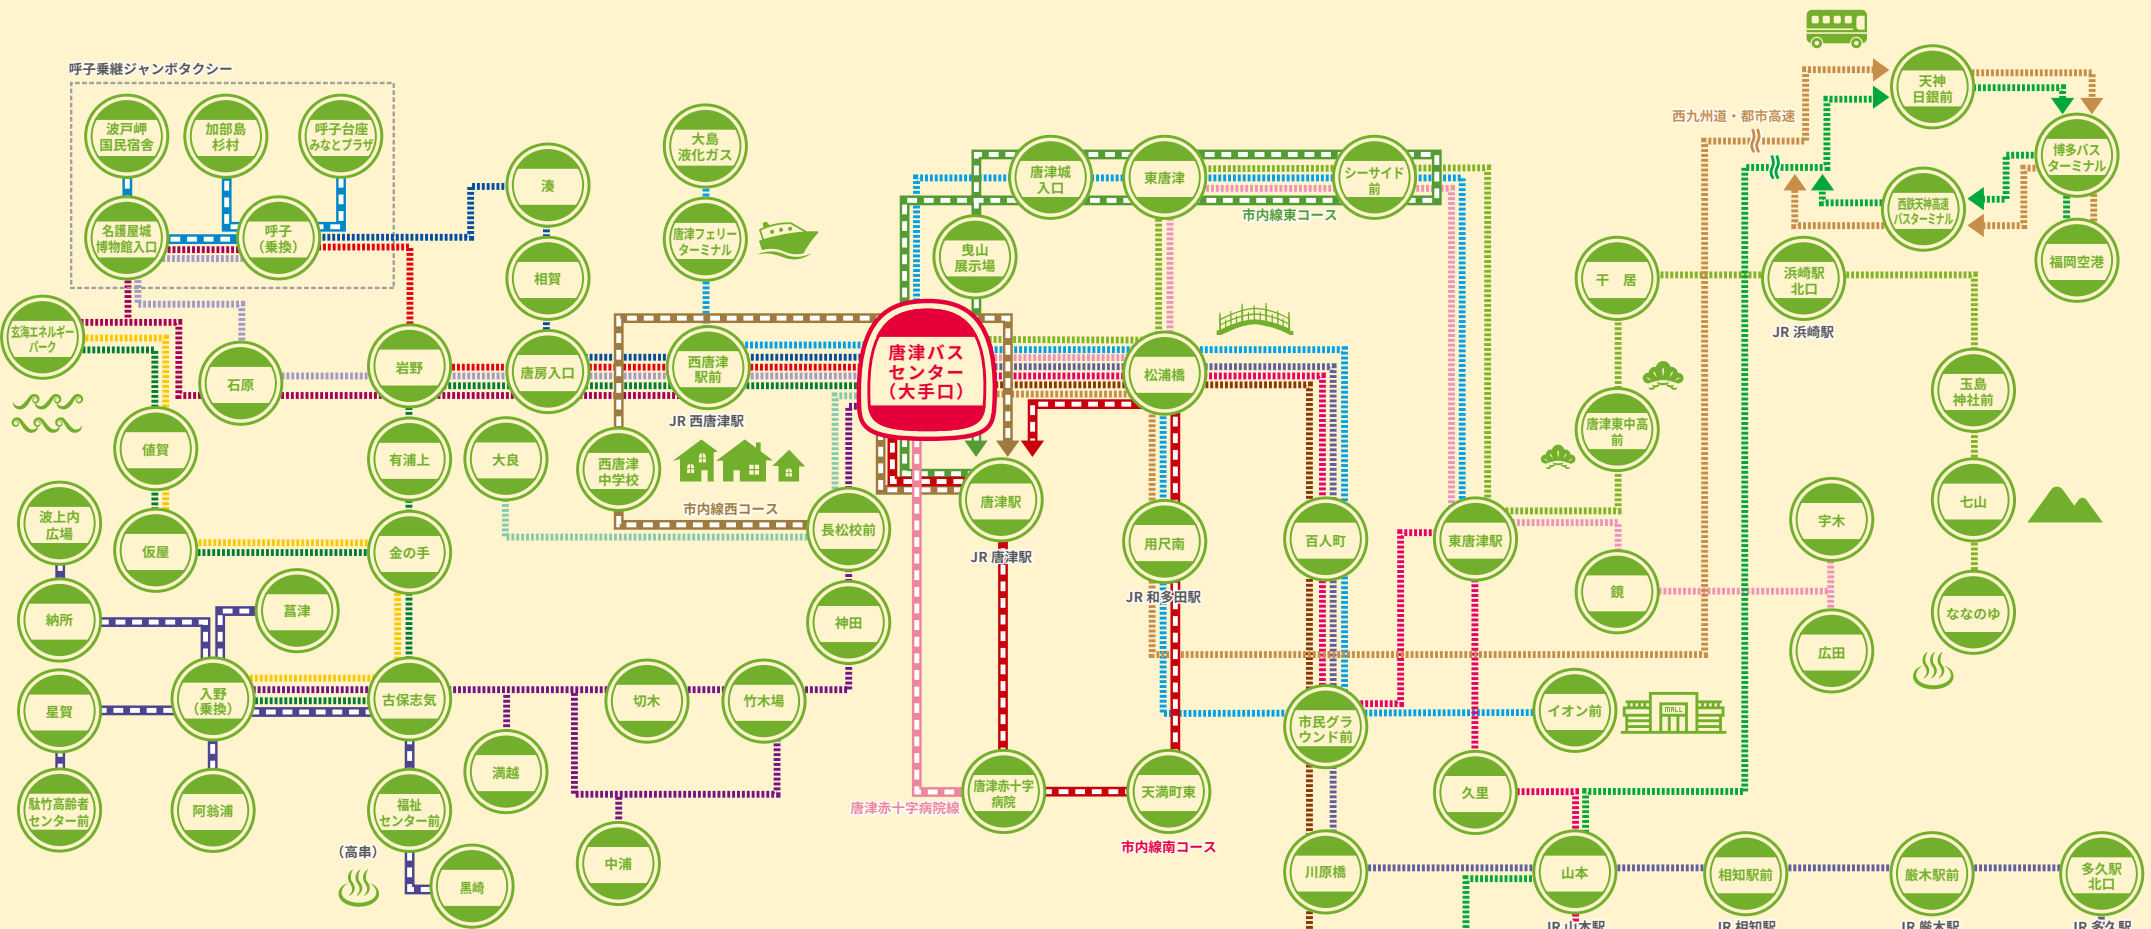 呼子乗継ジャンボタクシー
波戸岬
国民宿舎
加部島
杉村
呼子台座
みなとプラザ
名護屋城
博物館入口
呼子
（乗換）
湊
相賀
唐房入口
大島
液化ガス
唐津フェリー
ターミナル
西唐津
駅前
JR 西唐津駅
玄海エネルギー
パーク
石原
岩野
値賀
有浦上
大良
西唐津
中学校
市内線西コース
長松校前
波上内
広場
仮屋
金の手
納所
菖津
神田
星賀
入野
（乗換）
古保志気
切木
竹木場
満越
駄竹高齢者
センター前
阿翁浦
福祉
センター前
（高串）
黒崎
中浦
唐津バス
センター
（大手口）
曳山
展示場
唐津城
入口
東唐津
シーサイド
前
市内線東コース
松浦橋
唐津駅
JR 唐津駅
用尺南
JR 和多田駅
百人町
東唐津駅
唐津赤十字病院線
唐津赤十字
病院
天満町東
市内線南コース
市民グラ
ウンド前
イオン前
MALL
久里
川原橋
山本
JR 山本駅
相知駅前
JR 相知駅
厳木駅前
JR 厳木駅
多久駅
北口
JR 多久駅
西九州道・都市高速
天神
日銀前
博多バス
ターミナル
西鉄天神高速
バスターミナル
福岡空港
干　居
浜崎駅
北口
JR 浜崎駅
唐津東中高
前
玉島
神社前
七山
ななのゆ
鏡
宇木
広田